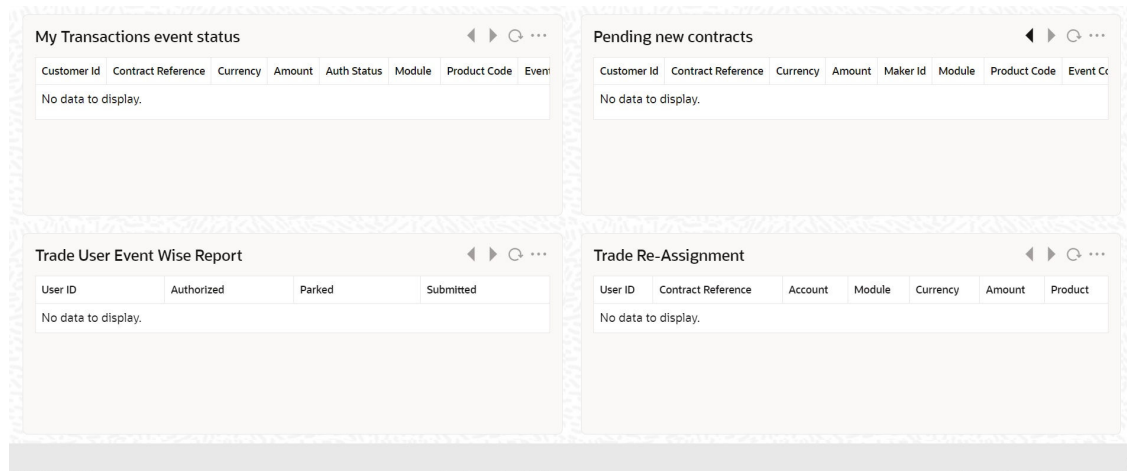 My Transactions event status
Customer Id Contract Reference Currency Amount Auth Status Module Product Code Event
No data to display.
Pending new contracts
Customer Id Contract Reference Currency Amount Maker Id Module Product Code Event Co
No data to display.
Trade User Event Wise Report
User ID Authorized Parked Submitted
No data to display.
Trade Re-Assignment
User ID Contract Reference Account Module Currency Amount Product
No data to display.